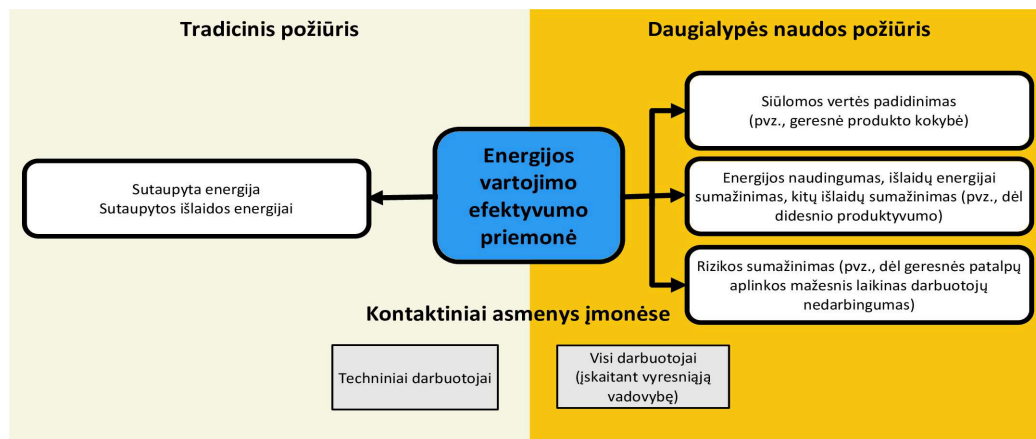 Tradicinis požiūris
Daugialypės naudos požiūris
Sutaupyta energija
Sutaupytos išlaidos energijai
Energijos
vartojimo
efektyvumo
priemonė
Siūlomos vertės padidinimas
(pvz., geresnė produkto kokybė)
Energijos naudingumas, išlaidų energijai
sumažinimas, kitų išlaidų sumažinimas (pvz., dėl
didesnio produktyvumo)
Rizikos sumažinimas (pvz., dėl geresnės patalpų
aplinkos mažesnis laikinas darbuotojų
nedarbingumas)
Kontaktiniai asmenys įmonėse
Techniniai darbuotojai
Visi darbuotojai
(įskaitant vyresniąją
vadovybę)